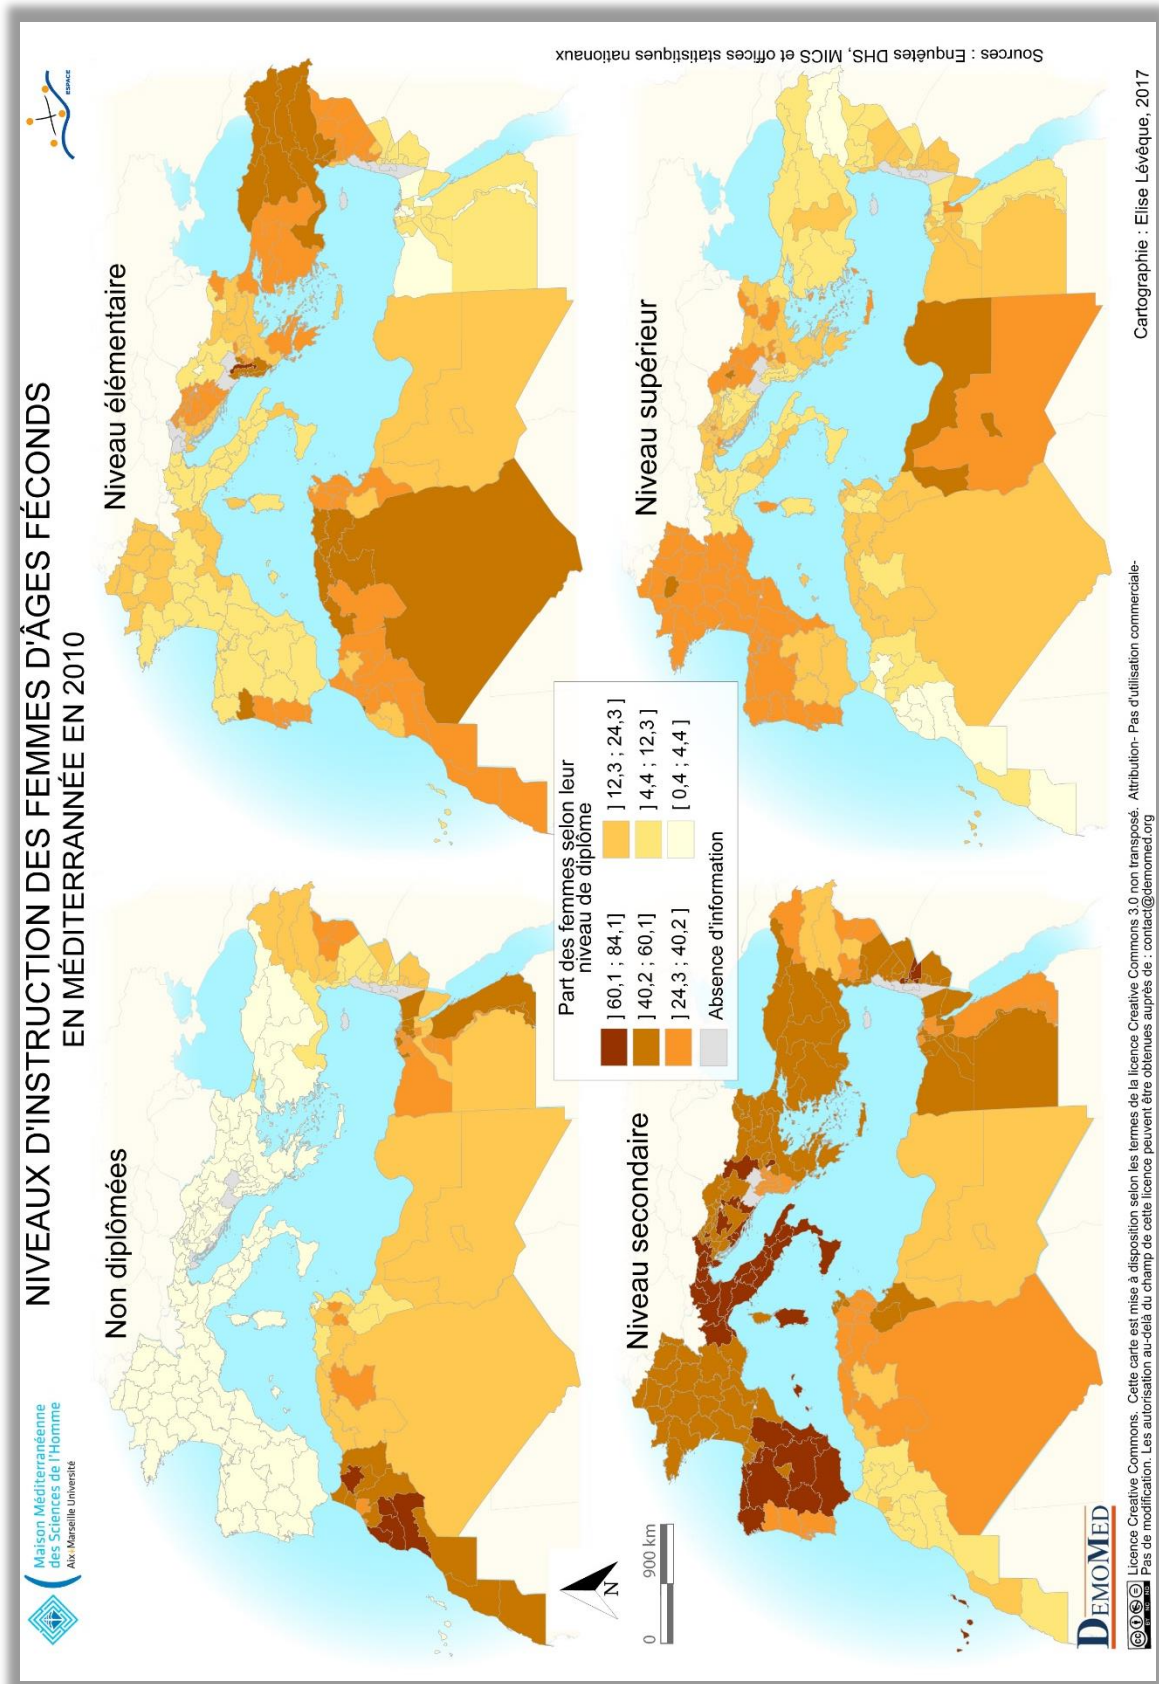 Maison Méditerranéenne
des Sciences de l'Homme
Aix-Marseille Université
NIVEAUX D'INSTRUCTION DES FEMMES D'ÂGES FÉCONDS
EN MÉDITERRANNÉE EN 2010
ESPACE
Non diplômées
Niveau élémentaire
Part des femmes selon leur
niveau de diplôme
] 60,1 ; 84,1]
] 40,2 ; 60,1]
] 24,3 ; 40,2 ]
] 12,3 ; 24,3 ]
] 4,4 ; 12,3 ]
[ 0,4 ; 4,4 ]
Absence d'information
N
0 900 km
Niveau secondaire
Niveau supérieur
Sources : Enquêtes DHS, MICS et offices statistiques nationaux
DEMOMED
Cartographie : Elise Lévêque, 2017
Licence Creative Commons. Cette carte est mise à disposition selon les termes de la licence Creative Commons 3.0 non transposé. Attribution- Pas d'utilisation commerciale-
Pas de modification. Les autorisation au-delà du champ de cette licence peuvent être obtenues auprès de : contact@demomed.org